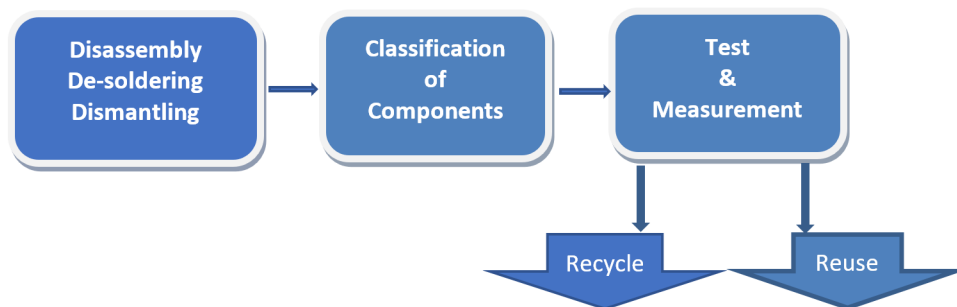 Disassembly
De-soldering
Dismantling
Classification
of
Components
Test
&
Measurement
Recycle
Reuse